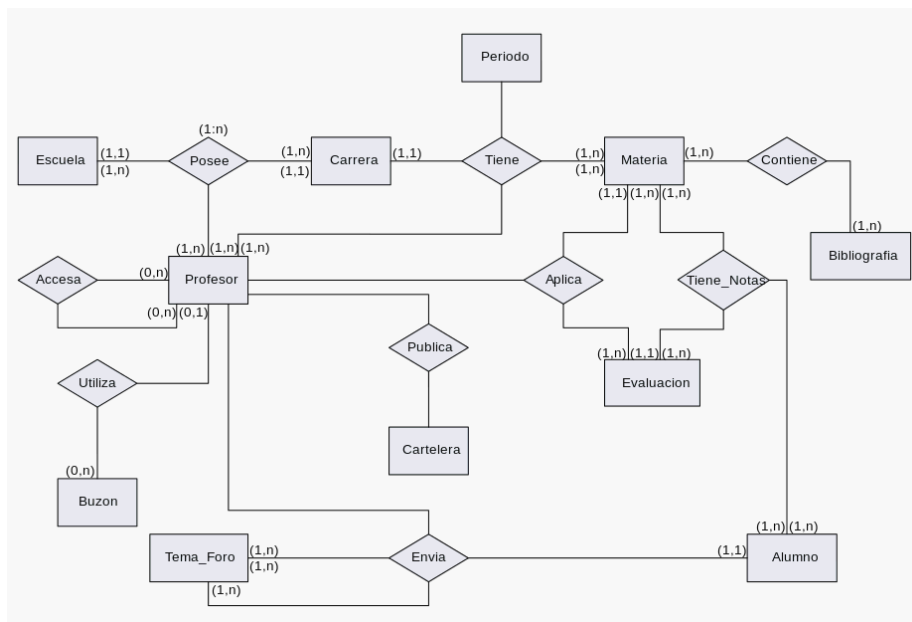 Periodo
(1:n)
Escuela
(1,1)
(1,n)
Posee
(1,n)
(1,1)
Carrera
(1,1)
Tiene
(1,n)
(1,n)
Materia
(1,n)
Contiene
(1,1)
(1,n)
(1,n)
(1,n)
Bibliografia
(1,n)
(1,n)
(1,n)
Accesa
(0,n)
Profesor
Aplica
Tiene_Notas
(0,n)
(0,1)
Publica
(1,n)
(1,1)
(1,n)
Evaluacion
Utiliza
Cartelera
(0,n)
Buzon
(1,n)
(1,n)
Tema_Foro
(1,n)
(1,n)
Envia
(1,1)
Alumno
(1,n)